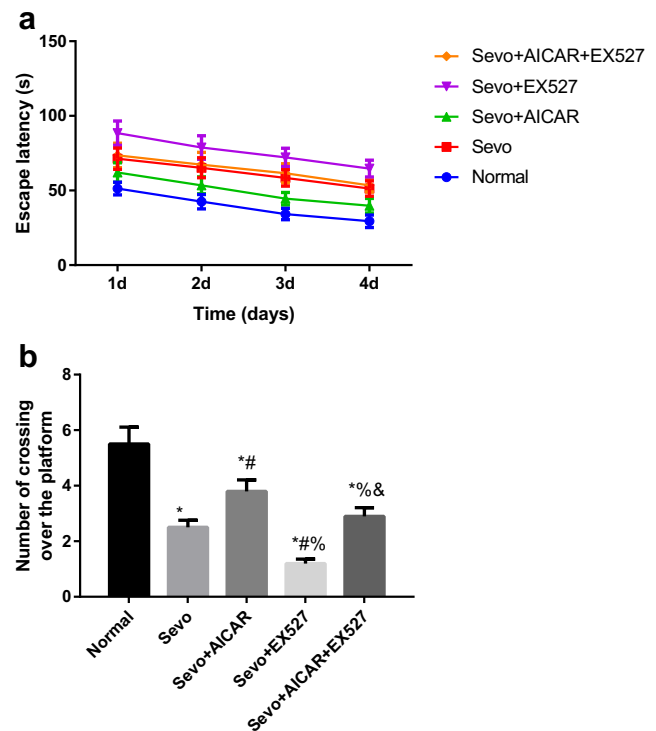 a
Escape latency (s)
150
100
50
0
1d 2d 3d 4d
Time (days)
Sevo+AICAR+EX527
Sevo+EX527
Sevo+AICAR
Sevo
Normal
b
Number of crossing
over the platform
8
6
4
2
0
*
*#
*#%
*%&
Normal
Sevo
Sevo+AICAR
Sevo+EX527
Sevo+AICAR+EX527